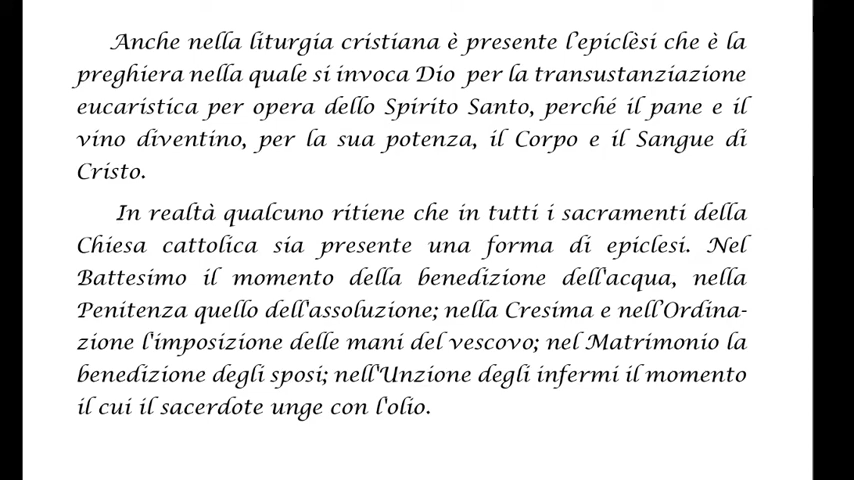 Anche nella liturgia cristiana è presente l'epiclèsi che è la
preghiera nella quale si invoca Dio per la transustanziazione
eucaristica per opera dello Spirito Santo, perché il pane e il
vino diventino, per la sua potenza, il Corpo e il Sangue di
Cristo.
In realtà qualcuno ritiene che in tutti i sacramenti della
Chiesa cattolica sia presente una forma di epiclesi. Nel
Battesimo il momento della benedizione dell'acqua, nella
Penitenza quello dell'assoluzione; nella Cresima e nell'Ordina-
zione l'imposizione delle mani del vescovo; nel Matrimonio la
benedizione degli sposi; nell'Unzione degli infermi il momento
il cui il sacerdote unge con l'olio.